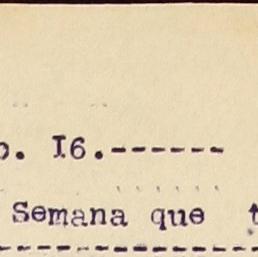 o. I6.------
Semana que t